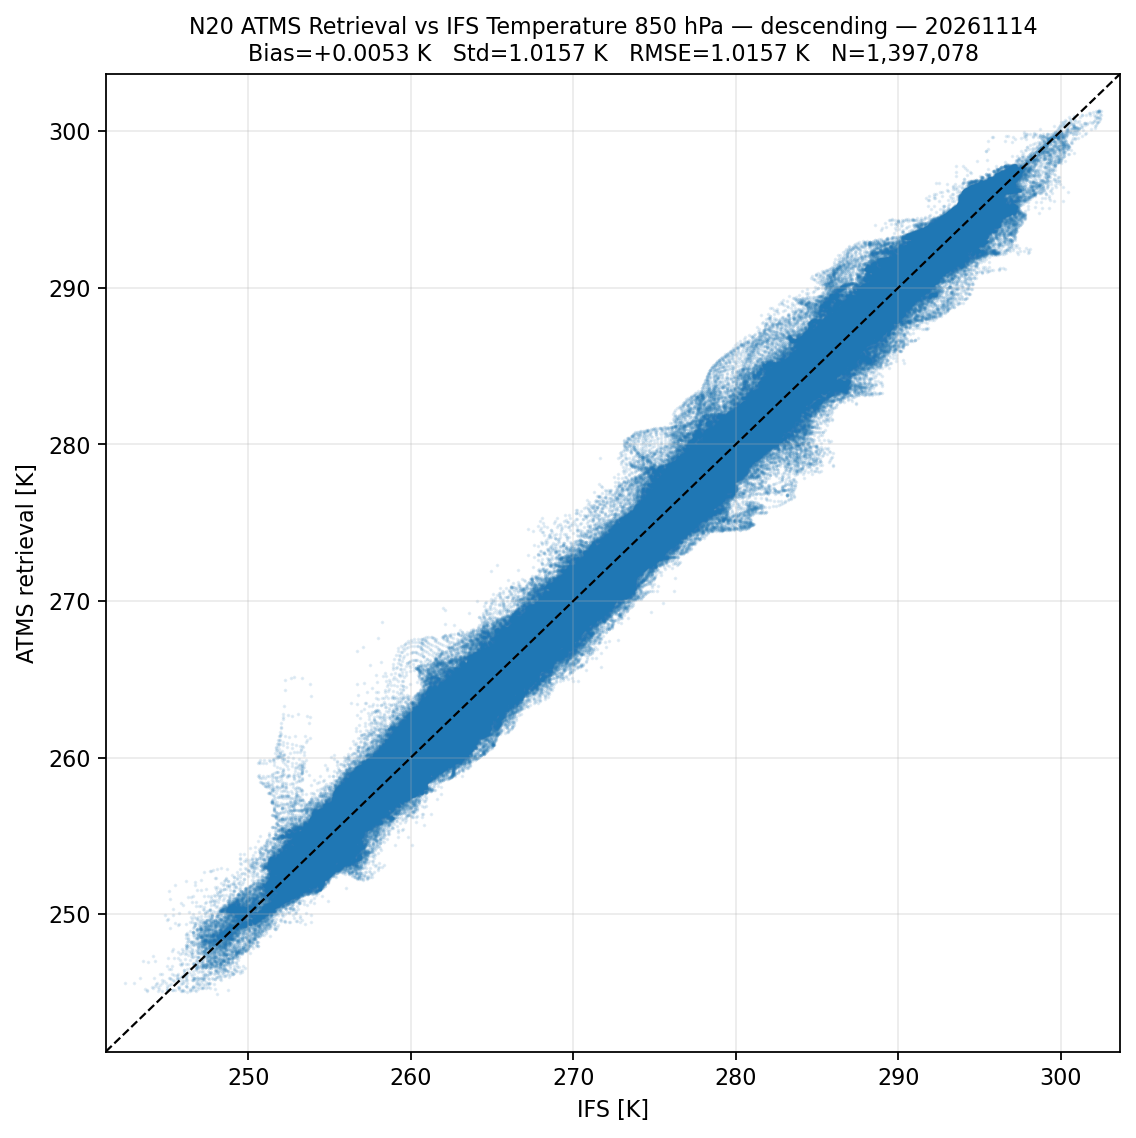 N20 ATMS Retrieval vs IFS Temperature 850 hPa — descending — 20261114
Bias=+0.0053 K   Std=1.0157 K   RMSE=1.0157 K   N=1,397,078
300
290
280
270
260
250
ATMS retrieval [K]
250 260 270 280 290 300
IFS [K]